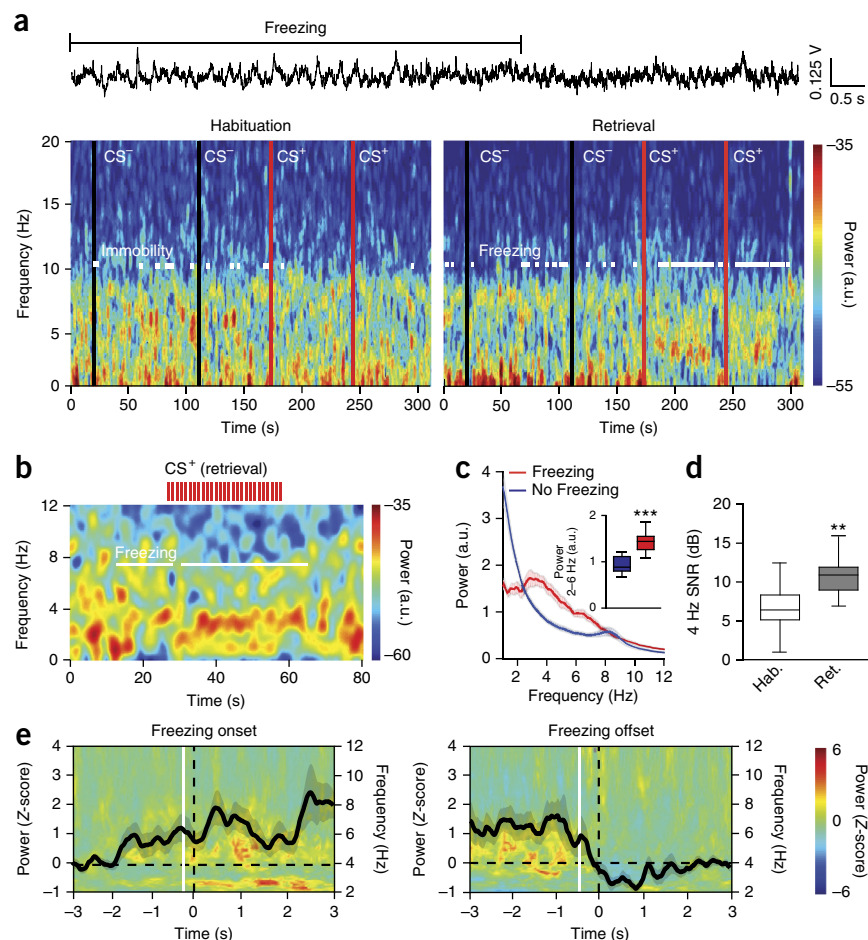 a
Freezing
0.125 V
0.5 s
Habituation
Retrieval
Frequency (Hz)
20
15
10
5
0
CS–
CS–
CS+
CS+
Immobility
0 50 100 150 200 250 300
Time (s)
CS–
CS–
CS+
CS+
Freezing
0 50 100 150 200 250 300
Time (s)
–35
–55
Power (a.u.)
b
CS+ (retrieval)
Frequency (Hz)
12
8
4
0
Freezing
0 20 40 60 80
Time (s)
–35
–60
Power (a.u.)
c
Freezing
No Freezing
Power (a.u.)
4
3
2
1
0
2 4 6 8 10 12
Frequency (Hz)
Power
2–6 Hz (a.u.)
2
1
0
***
d
4 Hz SNR (dB)
20
15
10
5
0
**
Hab.
Ret.
e
Freezing onset
Power (Z-score)
4
3
2
1
0
–1
–3 –2 –1 0 1 2 3
Time (s)
12
10
8
6
4
2
Frequency (Hz)
Freezing offset
Power (Z-score)
4
3
2
1
0
–1
–3 –2 –1 0 1 2 3
Time (s)
12
10
8
6
4
2
Frequency (Hz)
6
0
–6
Power (Z-score)